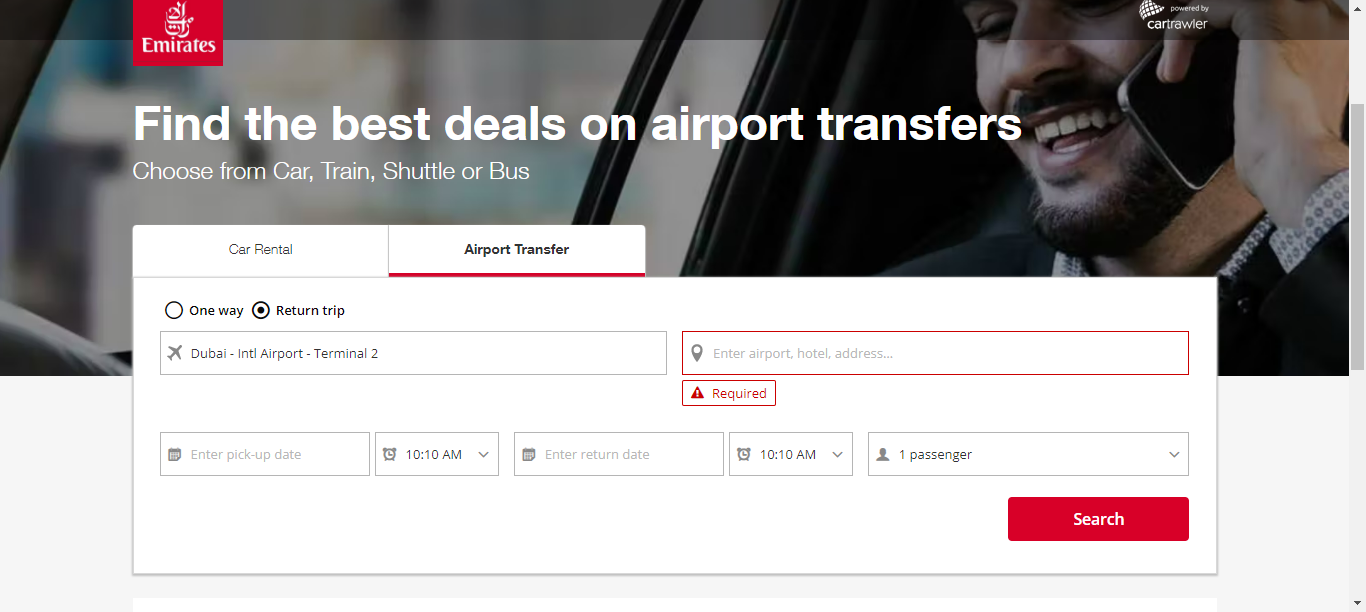 Emirates
powered by
cartrawler
Find the best deals on airport transfers
Choose from Car, Train, Shuttle or Bus
Car Rental
Airport Transfer
One way
Return trip
Dubai - Intl Airport - Terminal 2
Enter airport, hotel, address...
Required
Enter pick-up date
10:10 AM
Enter return date
10:10 AM
1 passenger
Search